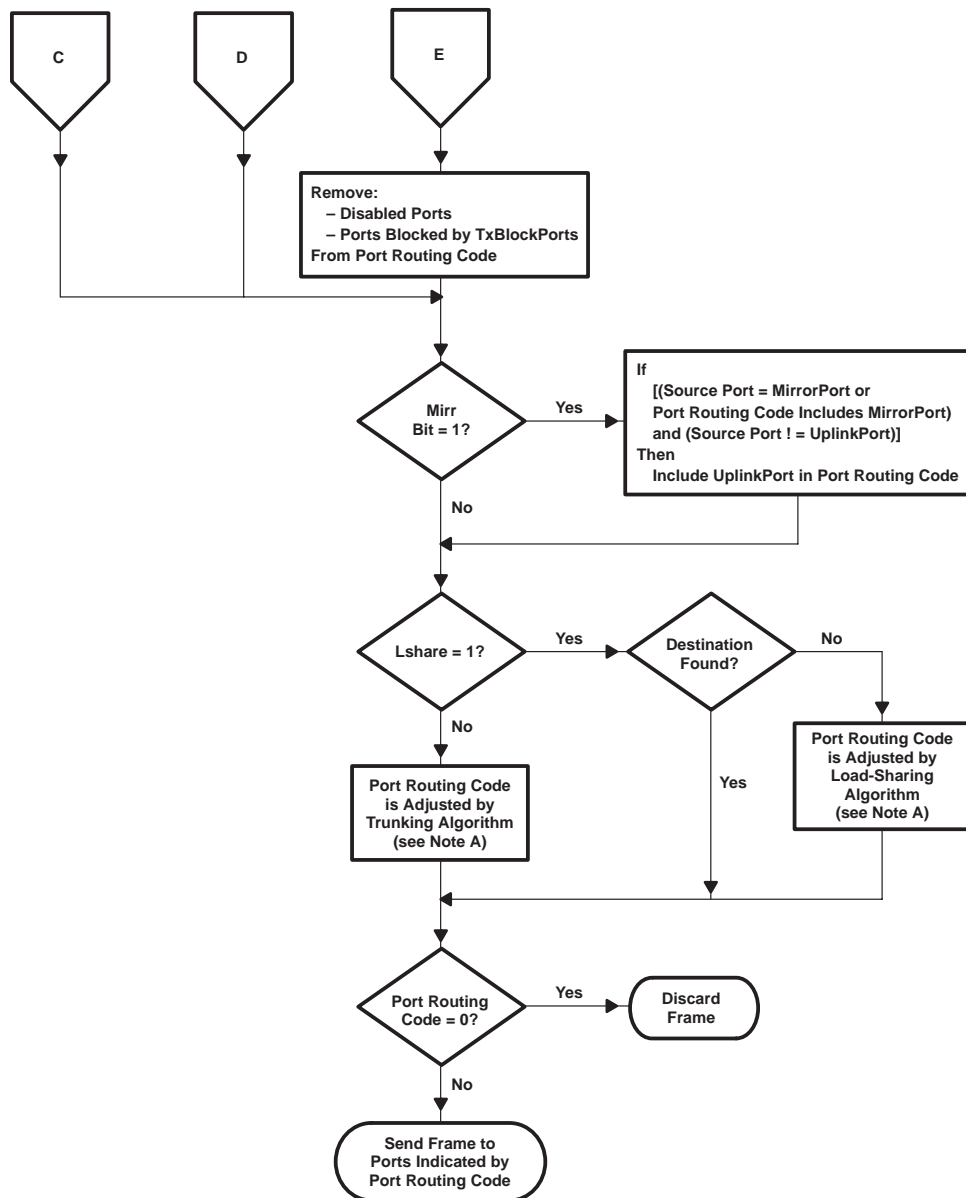 C
D
E
Remove:
– Disabled Ports
– Ports Blocked by TxBlockPorts
From Port Routing Code
Mirr
Bit = 1?
Yes
If
[(Source Port = MirrorPort or
Port Routing Code Includes MirrorPort)
and (Source Port ! = UplinkPort)]
Then
Include UplinkPort in Port Routing Code
No
Lshare = 1?
Yes
Destination
Found?
No
No
Port Routing Code
is Adjusted by
Trunking Algorithm
(see Note A)
Yes
Port Routing Code
is Adjusted by
Load-Sharing
Algorithm
(see Note A)
Port Routing
Code = 0?
Yes
Discard
Frame
No
Send Frame to
Ports Indicated by
Port Routing Code